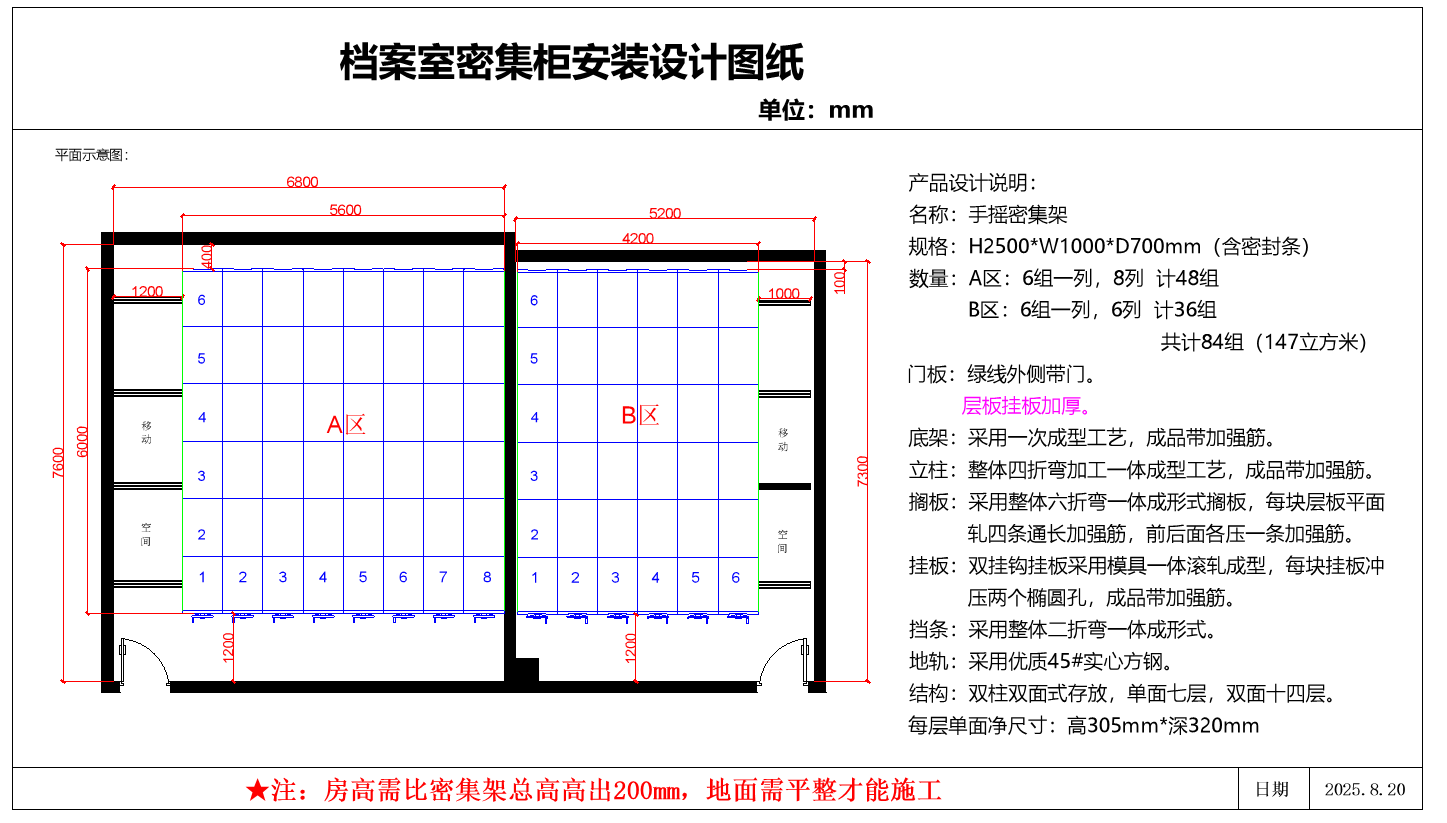 档案室密集柜安装设计图纸
单位：mm
平面示意图：
6800
5600
5200
4200
400
1200
1000
100
6
5
4
3
2
1 2 3 4 5 6 7 8
A区
移动
空间
6000
7600
1200
6
5
4
3
2
1 2 3 4 5 6
B区
移动
空间
7300
1200
产品设计说明：
名称：手摇密集架
规格：H2500*W1000*D700mm（含密封条）
数量：A区：6组一列，8列 计48组
B区：6组一列，6列 计36组
共计84组（147立方米）
门板：绿线外侧带门。
层板挂板加厚。
底架：采用一次成型工艺，成品带加强筋。
立柱：整体四折弯加工一体成型工艺，成品带加强筋。
搁板：采用整体六折弯一体成形式搁板，每块层板平面
轧四条通长加强筋，前后面各压一条加强筋。
挂板：双挂钩挂板采用模具一体滚轧成型，每块挂板冲
压两个椭圆孔，成品带加强筋。
挡条：采用整体二折弯一体成形式。
地轨：采用优质45#实心方钢。
结构：双柱双面式存放，单面七层，双面十四层。
每层单面净尺寸：高305mm*深320mm
★注：房高需比密集架总高高出200mm，地面需平整才能施工
日期 2025.8.20